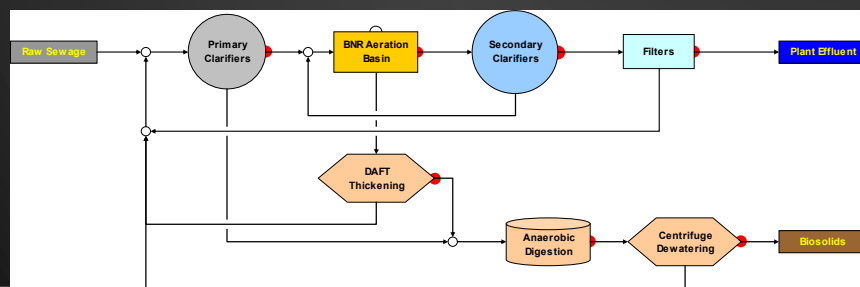 Raw Sewage
Primary
Clarifiers
BNR Aeration
Basin
Secondary
Clarifiers
Filters
Plant Effluent
DAFT
Thickening
Anaerobic
Digestion
Centrifuge
Dewatering
Biosolids